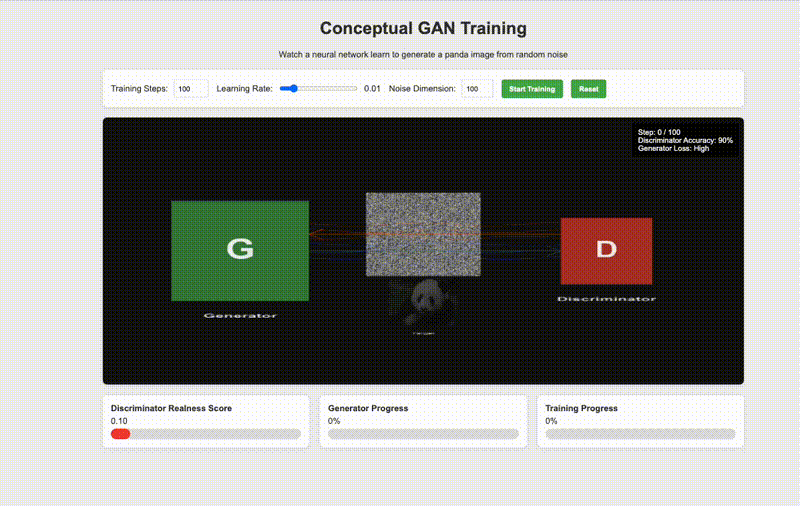 Conceptual GAN Training
Watch a neural network learn to generate a panda image from random noise
Training Steps: 100 Learning Rate: 0.01 Noise Dimension: 100 Start Training Reset
Step: 0 / 100
Discriminator Accuracy: 90%
Generator Loss: High
G
D
Generator
Discriminator
Target
Discriminator Realness Score
0.10
Generator Progress
0%
Training Progress
0%